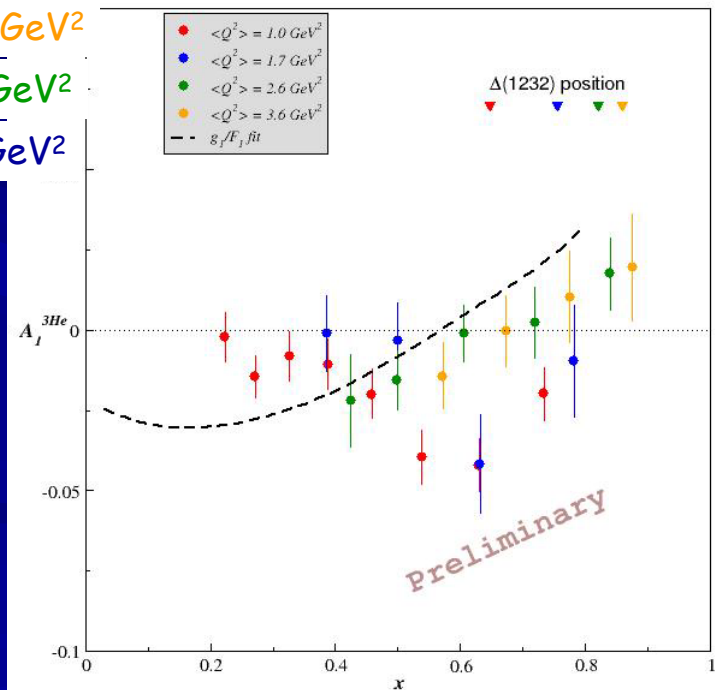 GeV²
GeV²
GeV²
<Q²> = 1.0 GeV²
<Q²> = 1.7 GeV²
<Q²> = 2.6 GeV²
<Q²> = 3.6 GeV²
g₁/F₁ fit
Δ(1232) position
A₁³ᴴᵉ
0
-0.05
-0.1
Preliminary
0 0.2 0.4 0.6 0.8 1
x